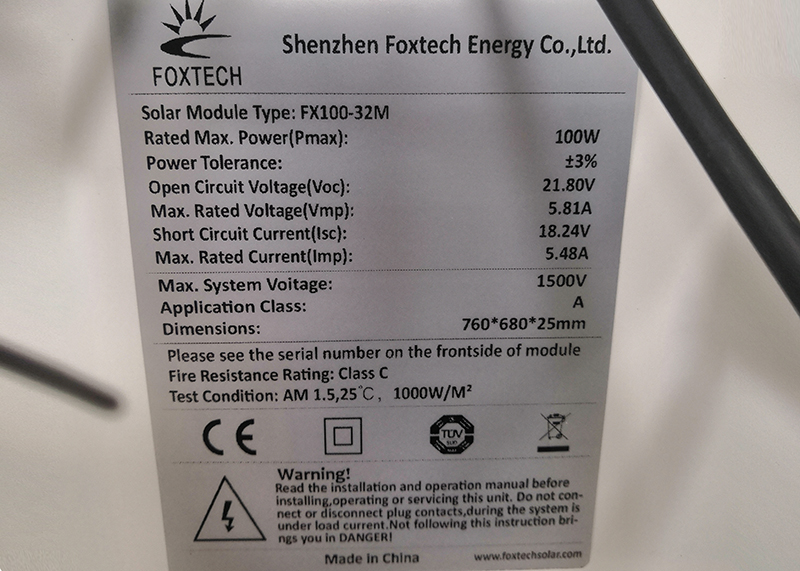 FOXTECH
Shenzhen Foxtech Energy Co.,Ltd.
Solar Module Type: FX100-32M
Rated Max. Power(Pmax): 100W
Power Tolerance: ±3%
Open Circuit Voltage(Voc): 21.80V
Max. Rated Voltage(Vmp): 5.81A
Short Circuit Current(Isc): 18.24V
Max. Rated Current(Imp): 5.48A
Max. System Voitage: 1500V
Application Class: A
Dimensions: 760*680*25mm
Please see the serial number on the frontside of module
Fire Resistance Rating: Class C
Test Condition: AM 1.5,25℃, 1000W/M²
CE
TÜV
Warning!
Read the installation and operation manual before
installing,operating or servicing this unit. Do not con-
nect or disconnect plug contacts,during the system is
under load current.Not following this instruction bri-
ngs you in DANGER!
Made in China www.foxtechsolar.com